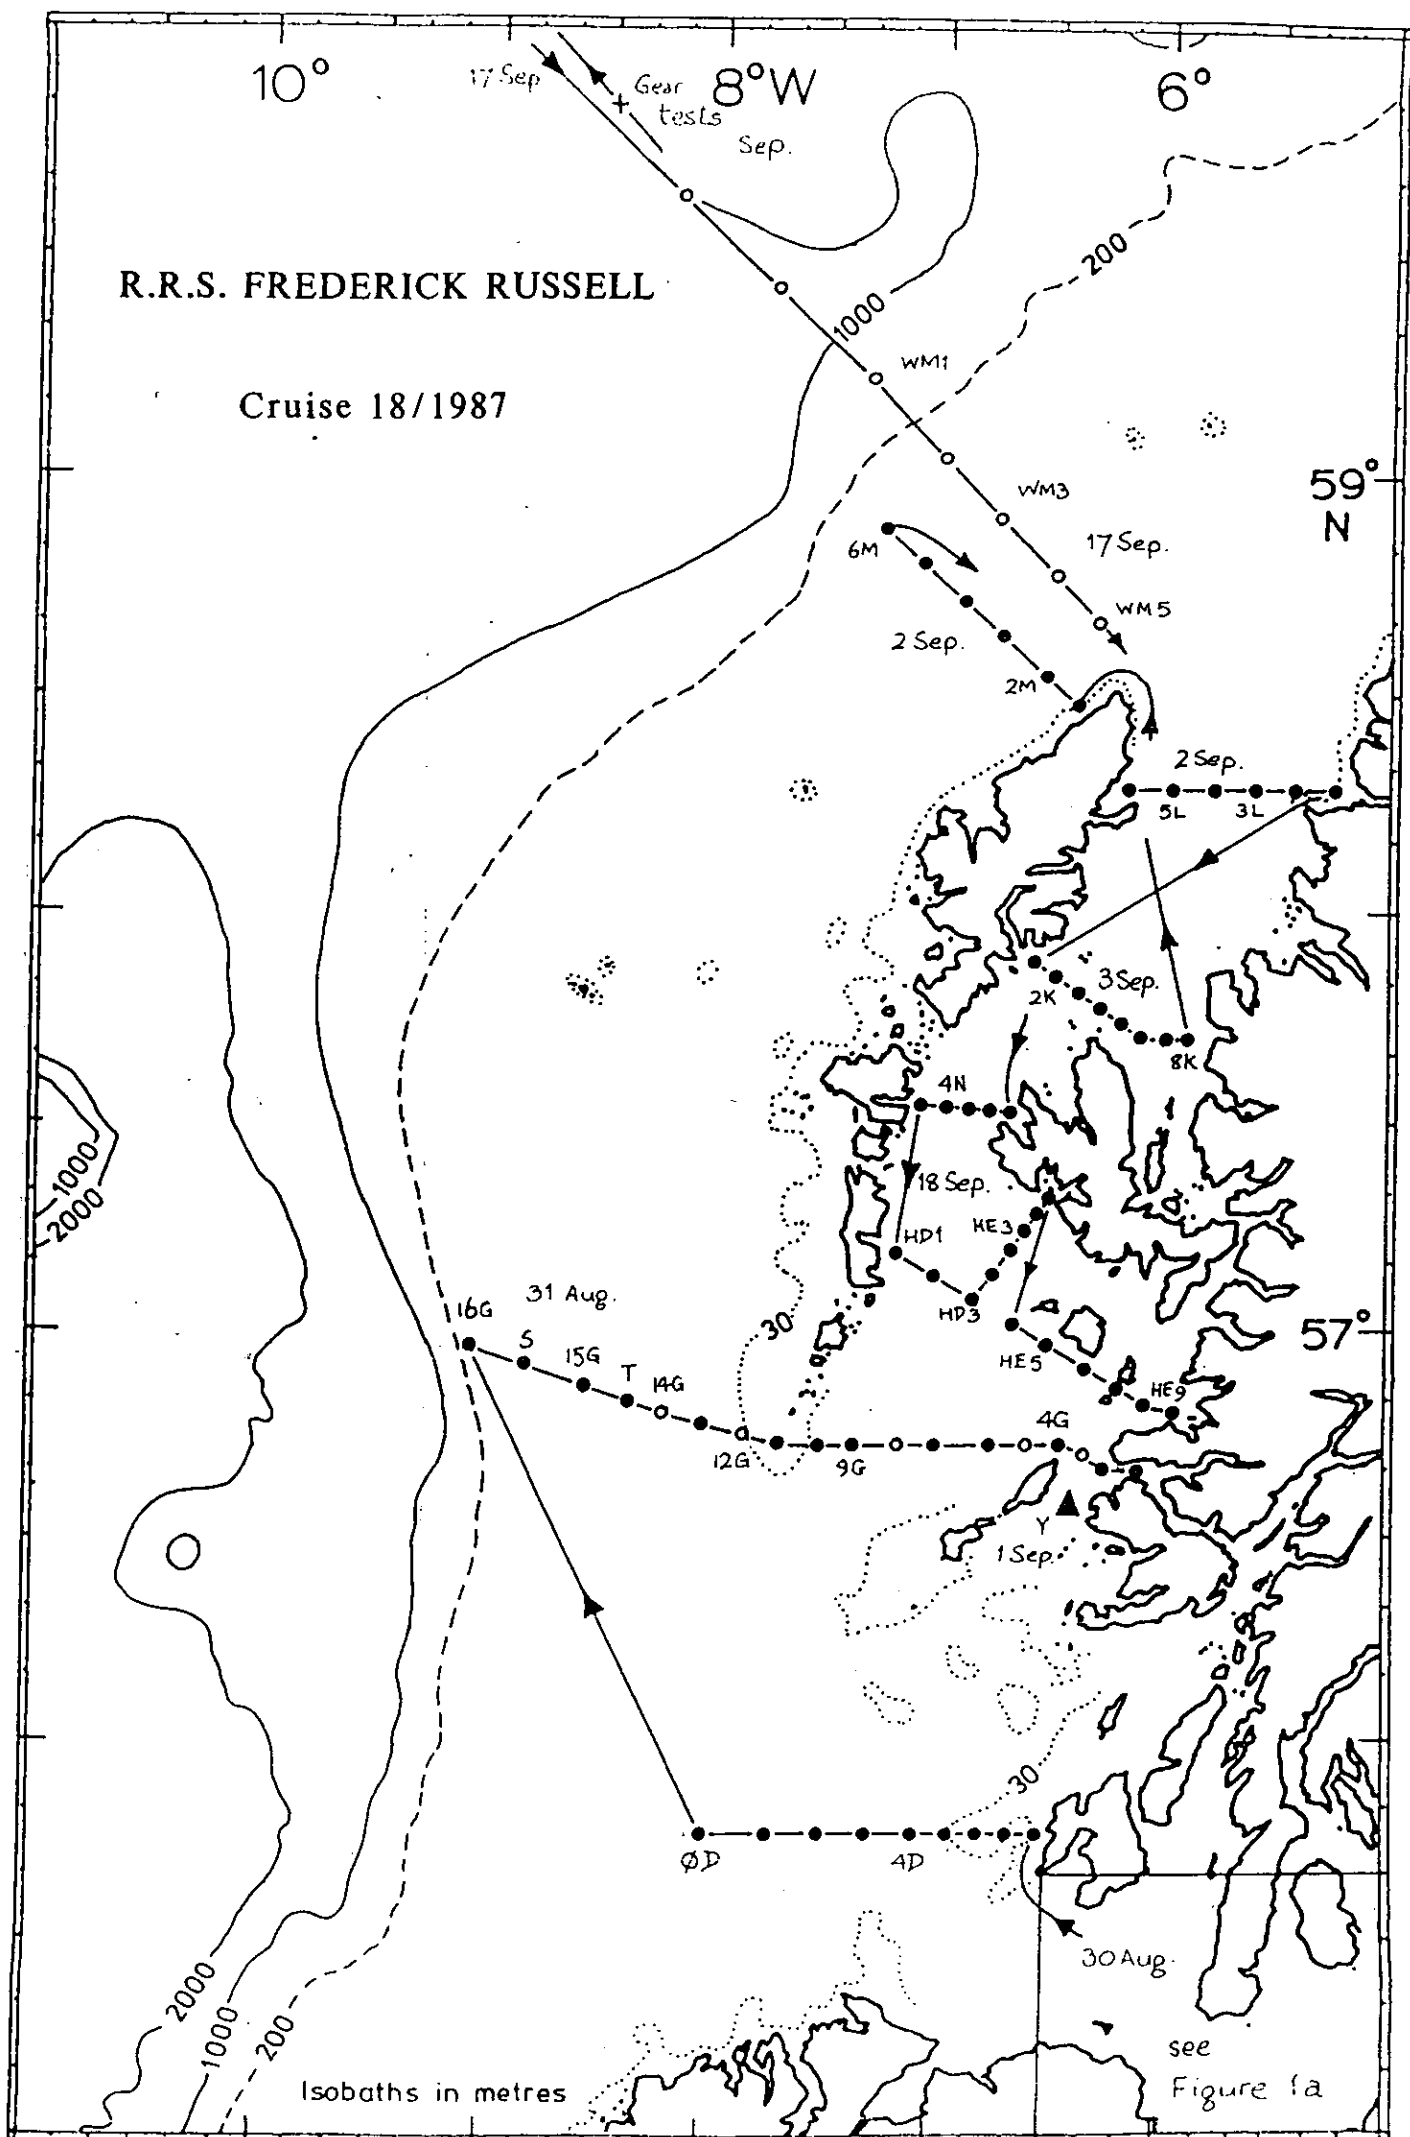 10°
8°W
6°
17 Sep
Gear
tests
Sep.
200
R.R.S. FREDERICK RUSSELL
1000
WM1
Cruise 18/1987
59°
N
WM3
17 Sep.
6M
WM5
2 Sep.
2M
2 Sep.
5L
3L
3 Sep.
2K
8K
4N
1000
2000
18 Sep.
HD1
HE3
31 Aug.
16G
HD3
30
57°
S
15G
T
14G
HE5
HE9
4G
12G
9G
Y
1 Sep.
30
ØD
4D
30 Aug.
2000
1000
200
see
Figure 1a
Isobaths in metres